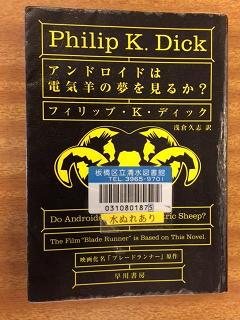 Philip K. Dick
アンドロイドは
電気羊の夢を見るか?
フィリップ・K・ディック
浅倉久志 訳
板橋区立清水図書館
TEL 3965-9701
0310801875
Do Androids
ric Sheep?
水ぬれあり
The Film "Blade Runner" is Based on This Novel.
映画化名「ブレードランナー」原作
早川書房